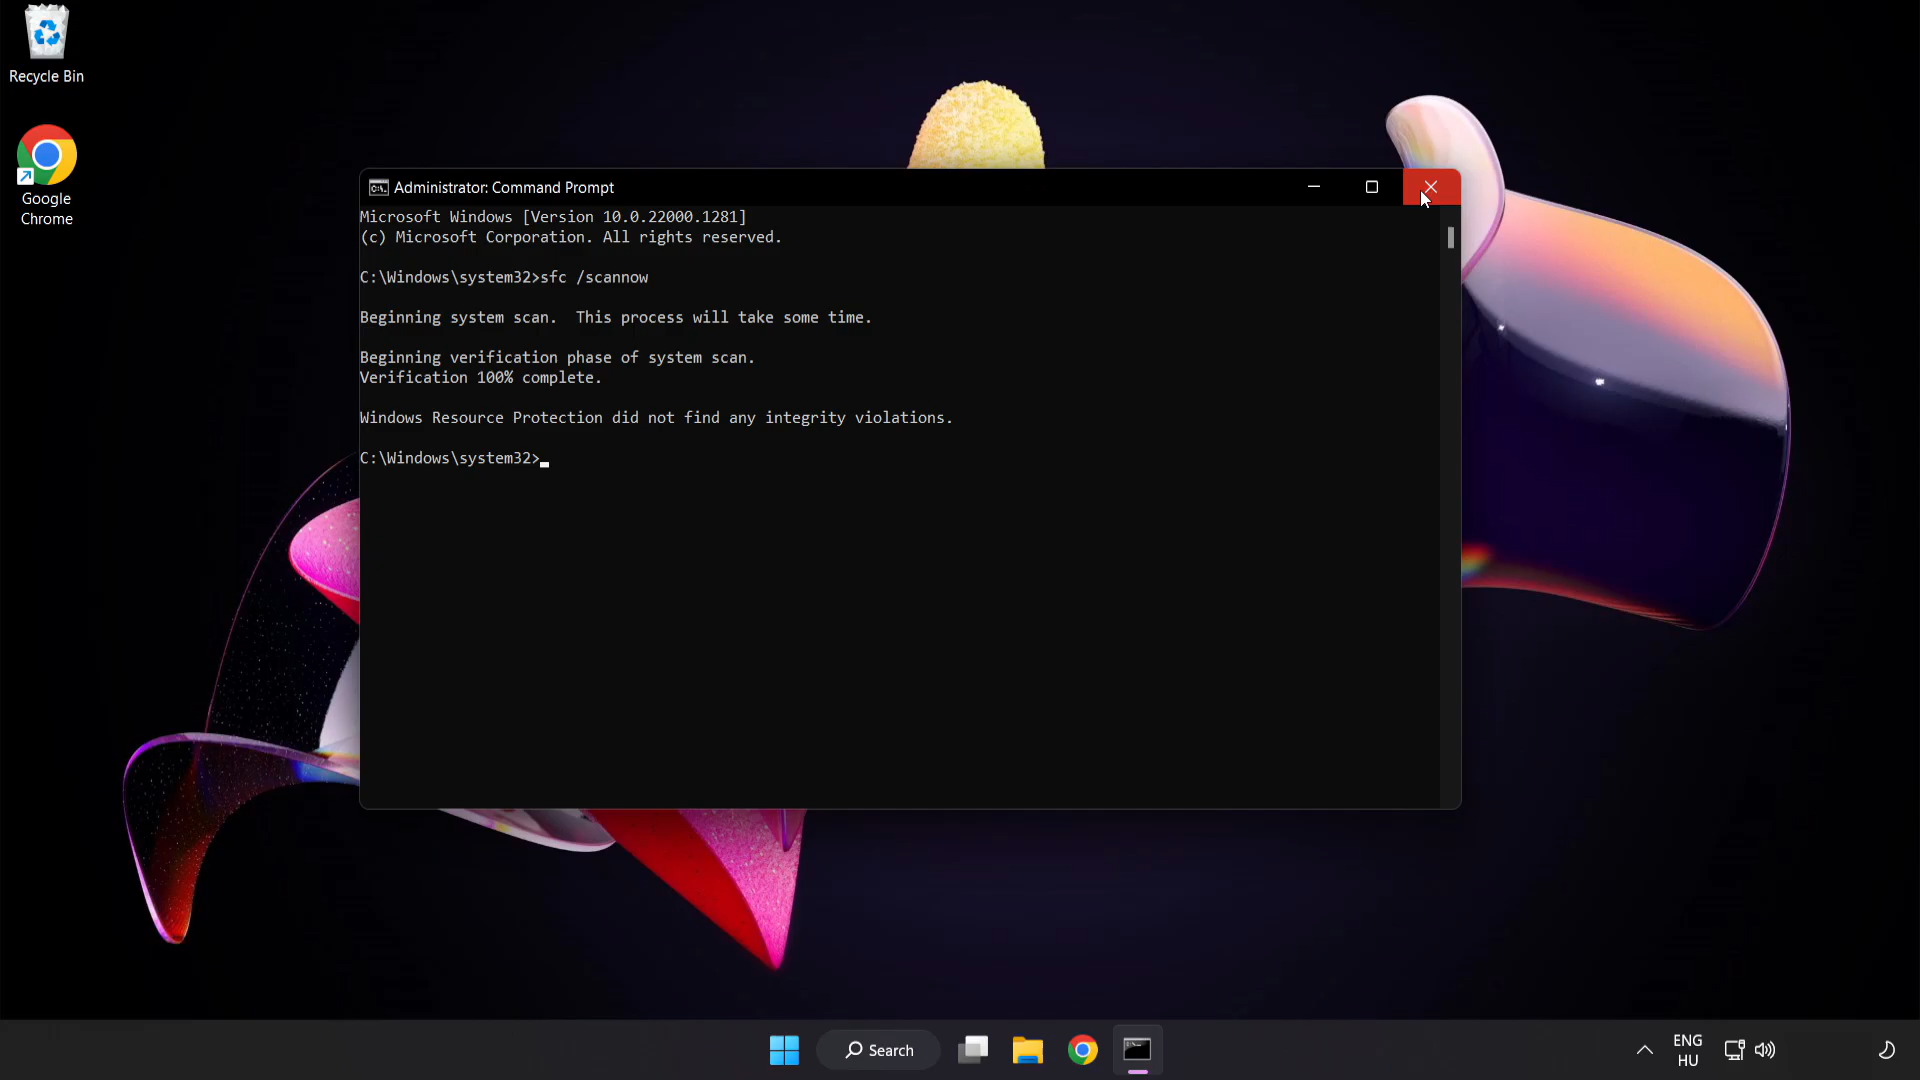 Recycle Bin
Google
Chrome
Administrator: Command Prompt
Microsoft Windows [Version 10.0.22000.1281]
(c) Microsoft Corporation. All rights reserved.
C:\Windows\system32>sfc /scannow
Beginning system scan.  This process will take some time.
Beginning verification phase of system scan.
Verification 100% complete.
Windows Resource Protection did not find any integrity violations.
C:\Windows\system32>
Search
ENG
HU